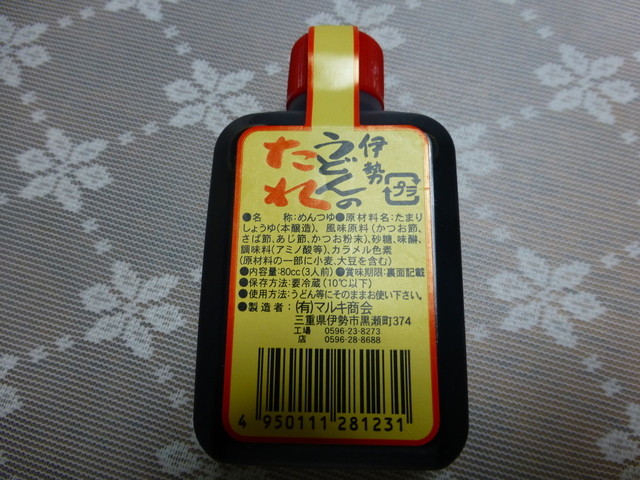 伊勢
うどんの
たれ
プラ
●名　称:めんつゆ●原材料名:たまり
しょうゆ(本醸造)、風味原料(かつお節、
さば節、あじ節、かつお粉末)、砂糖、味醂、
調味料(アミノ酸等)、カラメル色素
(原材料の一部に小麦、大豆を含む)
●内容量:80cc(3人前)●賞味期限:裏面記載
●保存方法:要冷蔵(10℃以下)
●使用方法:うどん等にそのままお使い下さい。
●製造者:(有)マルキ商会
三重県伊勢市黒瀬町374
工場 0596-23-8273
店 0596-28-8688
4 950111 281231